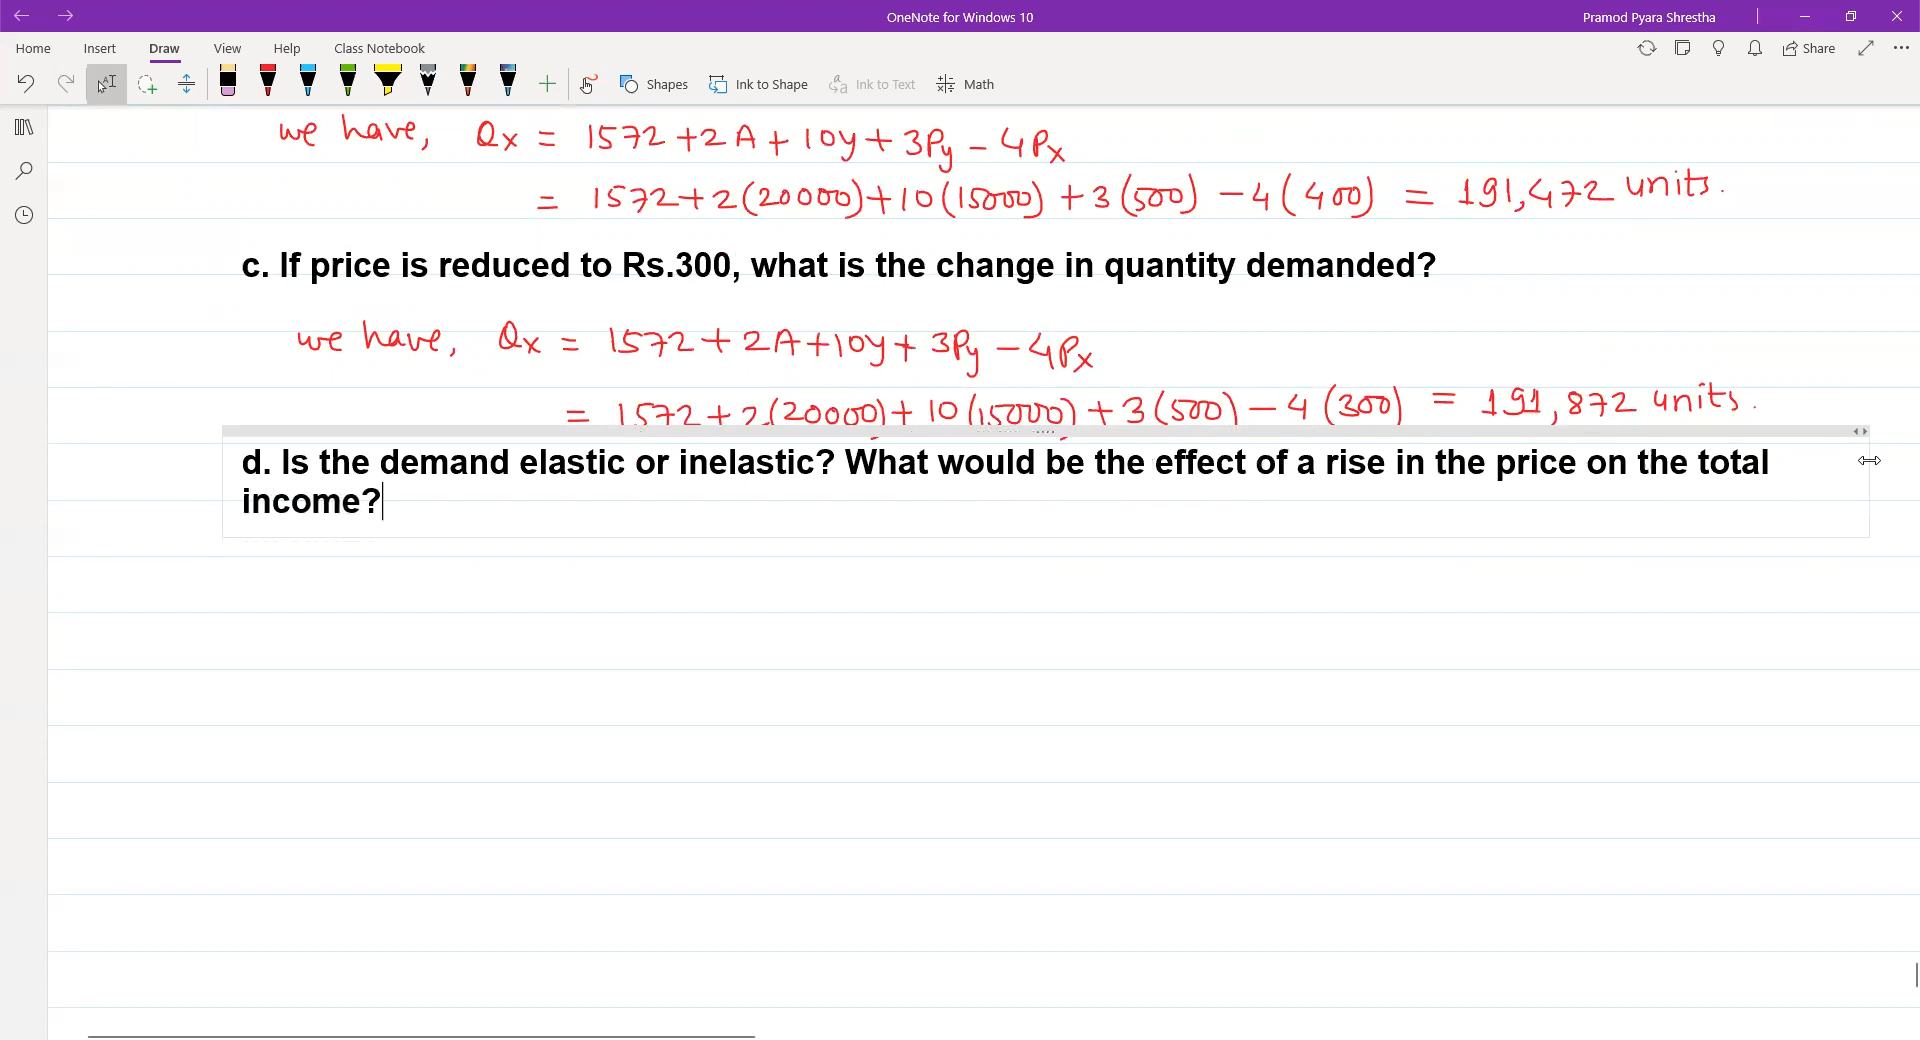 OneNote for Windows 10
Pramod Pyara Shrestha
Home Insert Draw View Help Class Notebook
Share
Shapes Ink to Shape Ink to Text Math
we have, Qx = 1572 + 2A + 10y + 3Py - 4Px
= 1572 + 2(20000) + 10(15000) + 3(500) - 4(400) = 191,472 units.
c. If price is reduced to Rs.300, what is the change in quantity demanded?
we have, Qx = 1572 + 2A + 10y + 3Py - 4Px
= 1572 + 2(20000) + 10(15000) + 3(500) - 4(300) = 191,872 units.
d. Is the demand elastic or inelastic? What would be the effect of a rise in the price on the total
income?